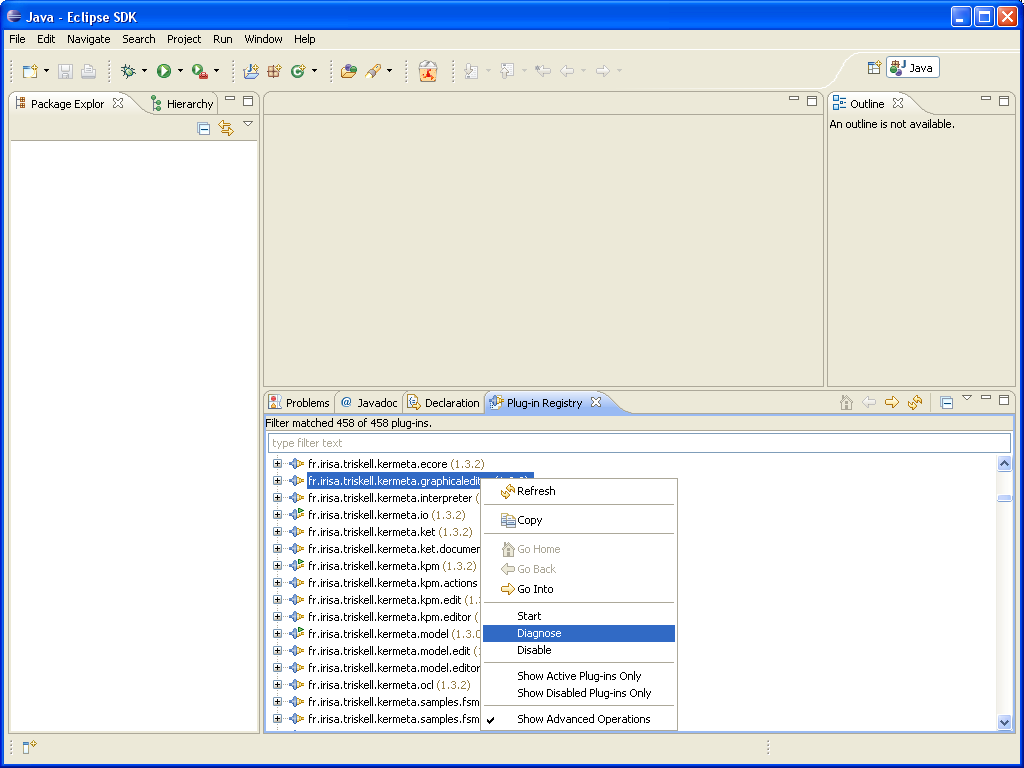 Java - Eclipse SDK
File Edit Navigate Search Project Run Window Help
Java
Package Explor Hierarchy
Outline
An outline is not available.
Problems @ Javadoc Declaration Plug-in Registry
Filter matched 458 of 458 plug-ins.
type filter text
fr.irisa.triskell.kermeta.ecore (1.3.2)
fr.irisa.triskell.kermeta.graphicaledit
fr.irisa.triskell.kermeta.interpreter (
fr.irisa.triskell.kermeta.io (1.3.2)
fr.irisa.triskell.kermeta.ket (1.3.2)
fr.irisa.triskell.kermeta.ket.documen
fr.irisa.triskell.kermeta.kpm (1.3.2)
fr.irisa.triskell.kermeta.kpm.actions
fr.irisa.triskell.kermeta.kpm.edit (1.
fr.irisa.triskell.kermeta.kpm.editor (
fr.irisa.triskell.kermeta.model (1.3.0
fr.irisa.triskell.kermeta.model.edit (
fr.irisa.triskell.kermeta.model.editor
fr.irisa.triskell.kermeta.ocl (1.3.2)
fr.irisa.triskell.kermeta.samples.fsm
fr.irisa.triskell.kermeta.samples.fsm
Refresh
Copy
Go Home
Go Back
Go Into
Start
Diagnose
Disable
Show Active Plug-ins Only
Show Disabled Plug-ins Only
Show Advanced Operations